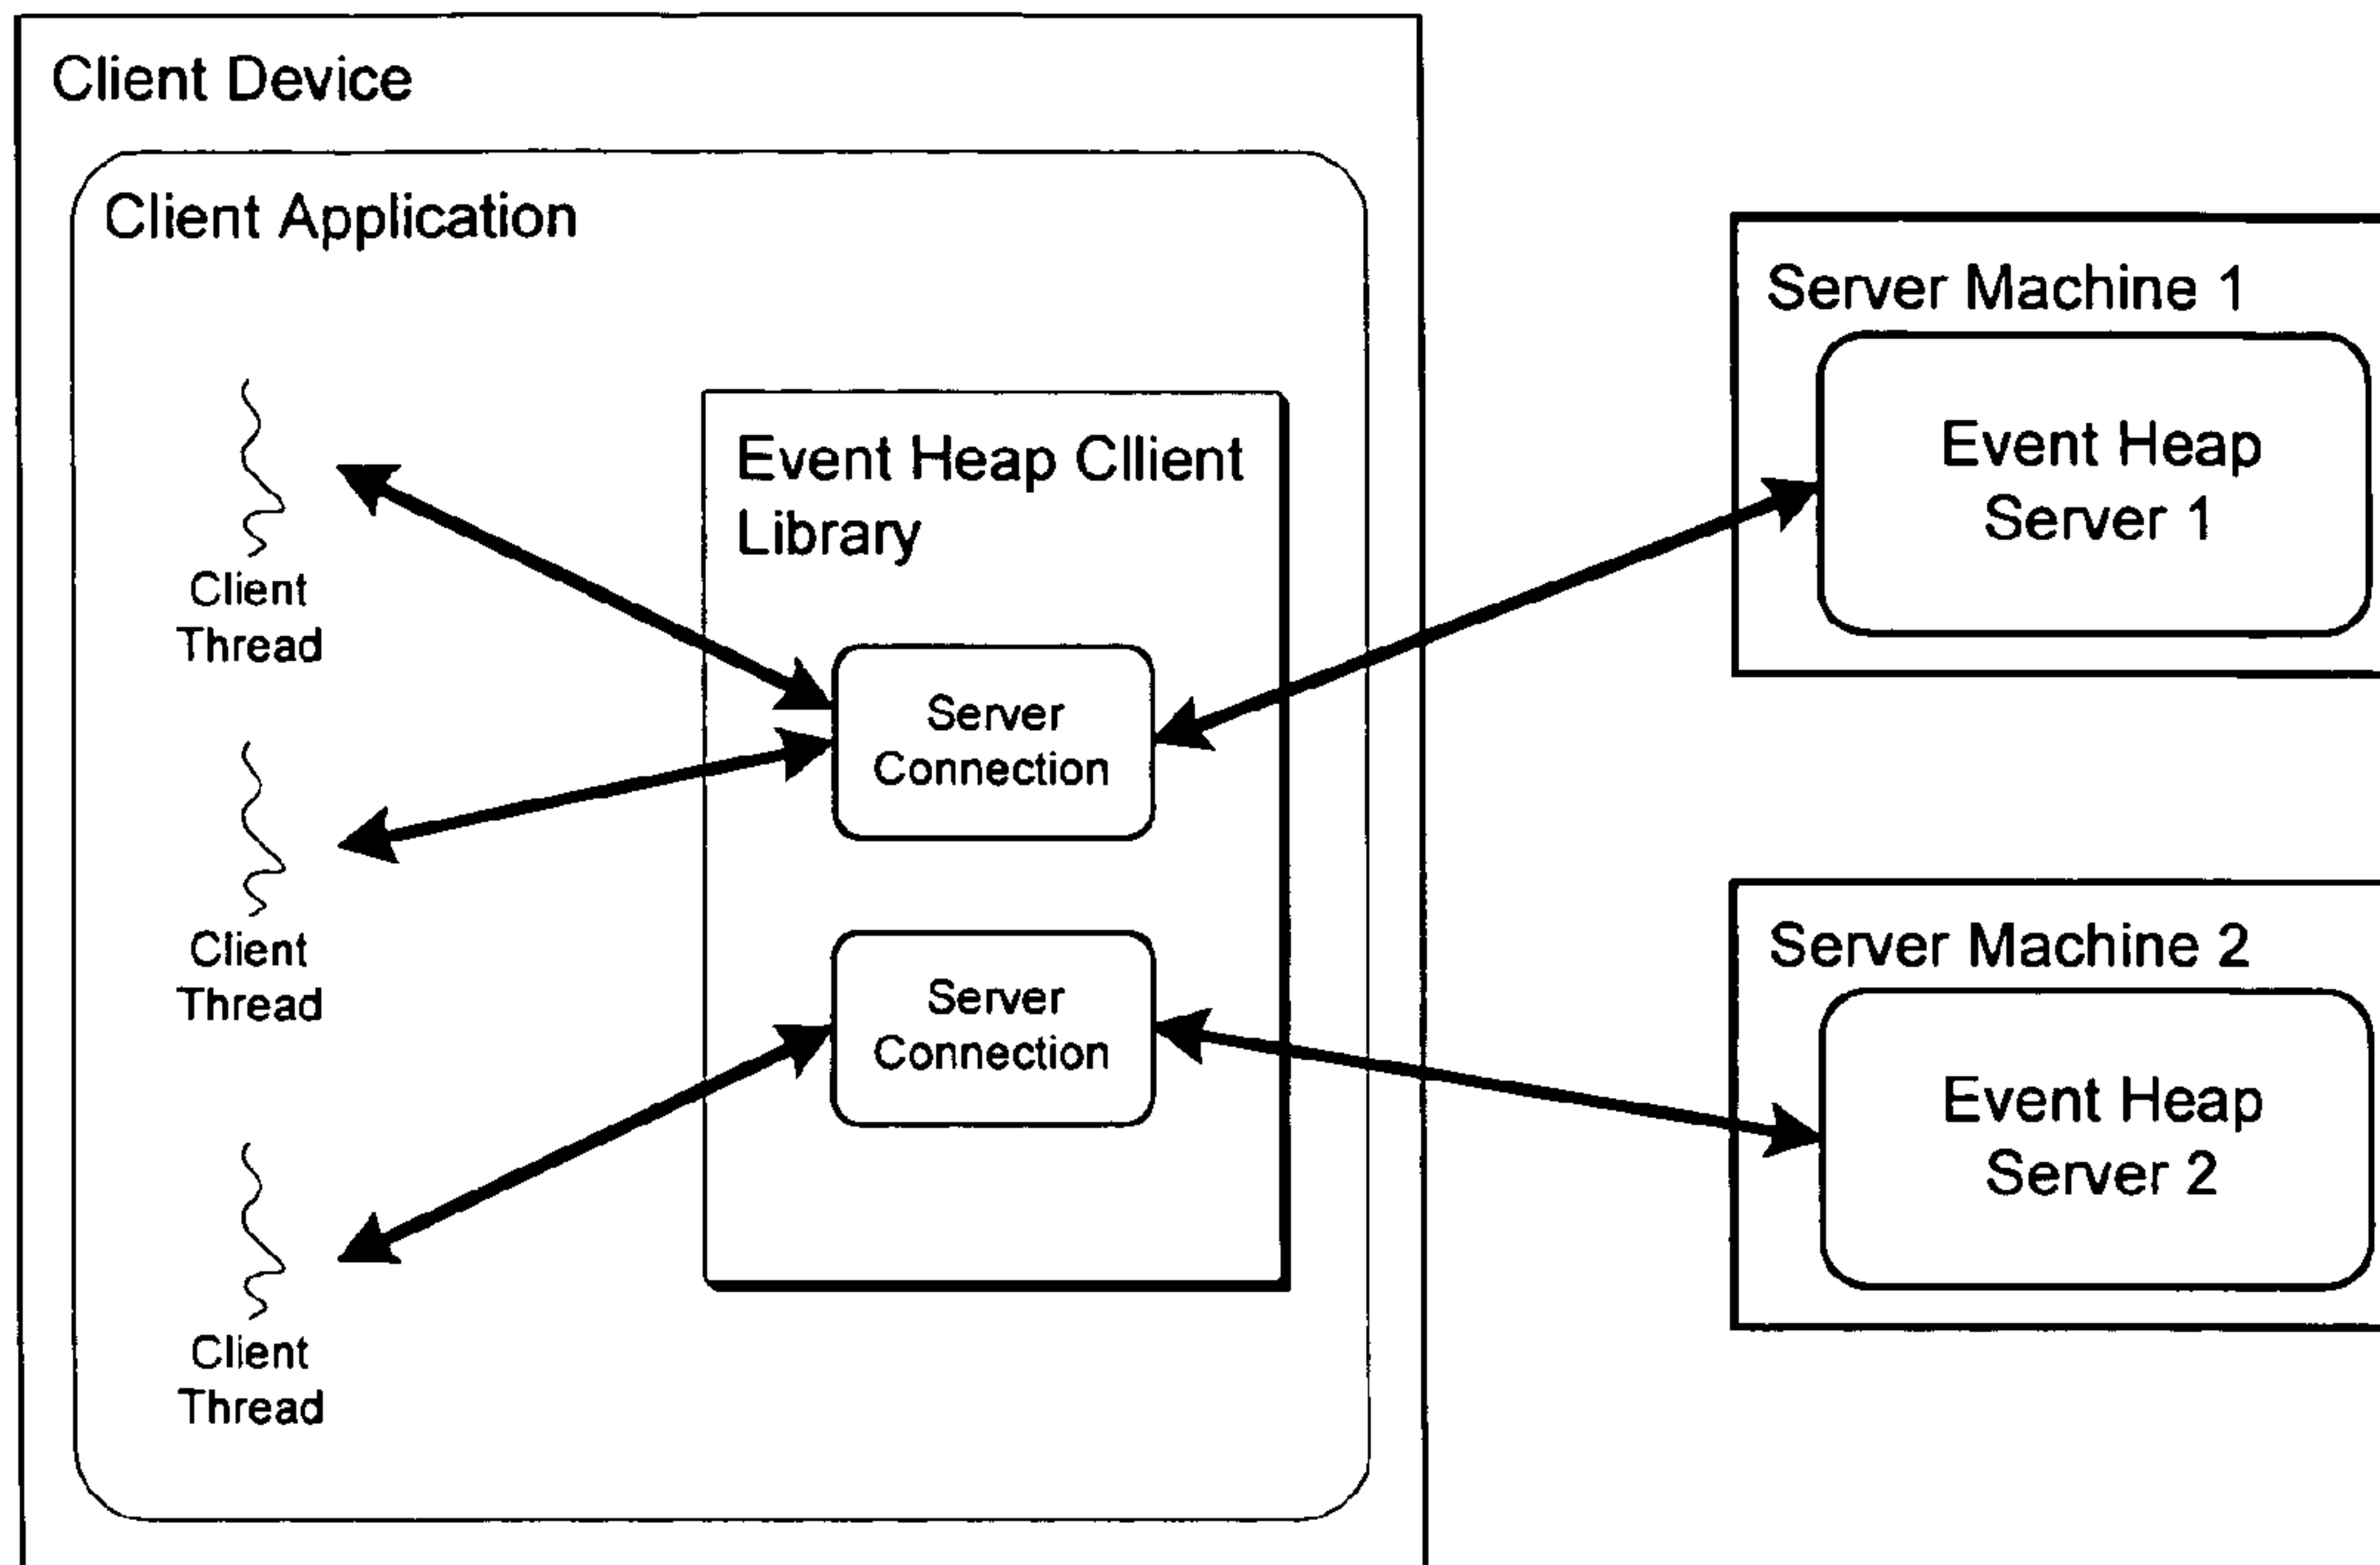 Client Device
Client Application
Client
Thread
Client
Thread
Client
Thread
Event Heap Cllient
Library
Server
Connection
Server
Connection
Server Machine 1
Event Heap
Server 1
Server Machine 2
Event Heap
Server 2